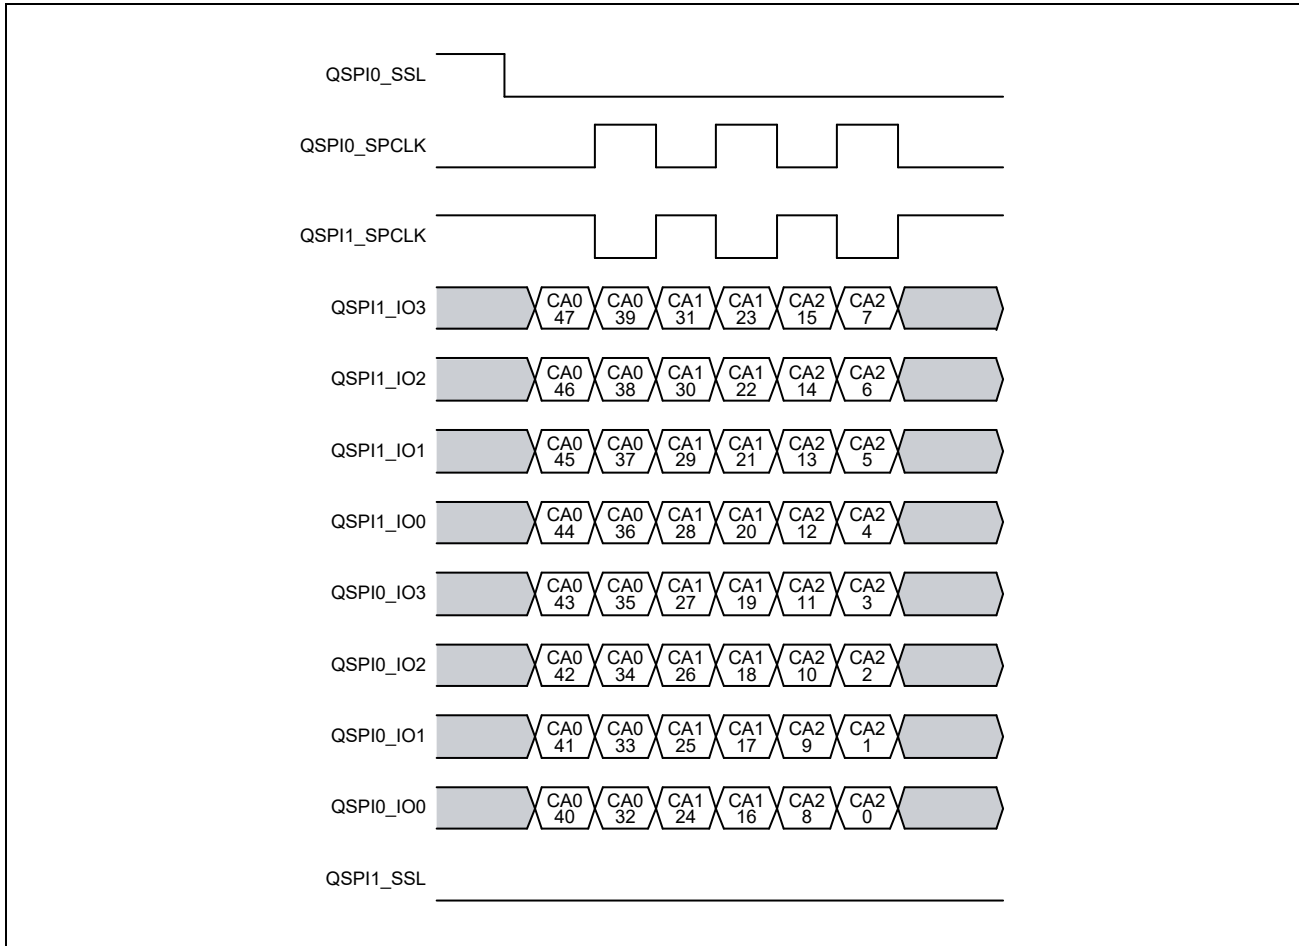 QSPI0_SSL
QSPI0_SPCLK
QSPI1_SPCLK
QSPI1_IO3 CA0 CA0 CA1 CA1 CA2 CA2
47 39 31 23 15 7
QSPI1_IO2 CA0 CA0 CA1 CA1 CA2 CA2
46 38 30 22 14 6
QSPI1_IO1 CA0 CA0 CA1 CA1 CA2 CA2
45 37 29 21 13 5
QSPI1_IO0 CA0 CA0 CA1 CA1 CA2 CA2
44 36 28 20 12 4
QSPI0_IO3 CA0 CA0 CA1 CA1 CA2 CA2
43 35 27 19 11 3
QSPI0_IO2 CA0 CA0 CA1 CA1 CA2 CA2
42 34 26 18 10 2
QSPI0_IO1 CA0 CA0 CA1 CA1 CA2 CA2
41 33 25 17 9 1
QSPI0_IO0 CA0 CA0 CA1 CA1 CA2 CA2
40 32 24 16 8 0
QSPI1_SSL